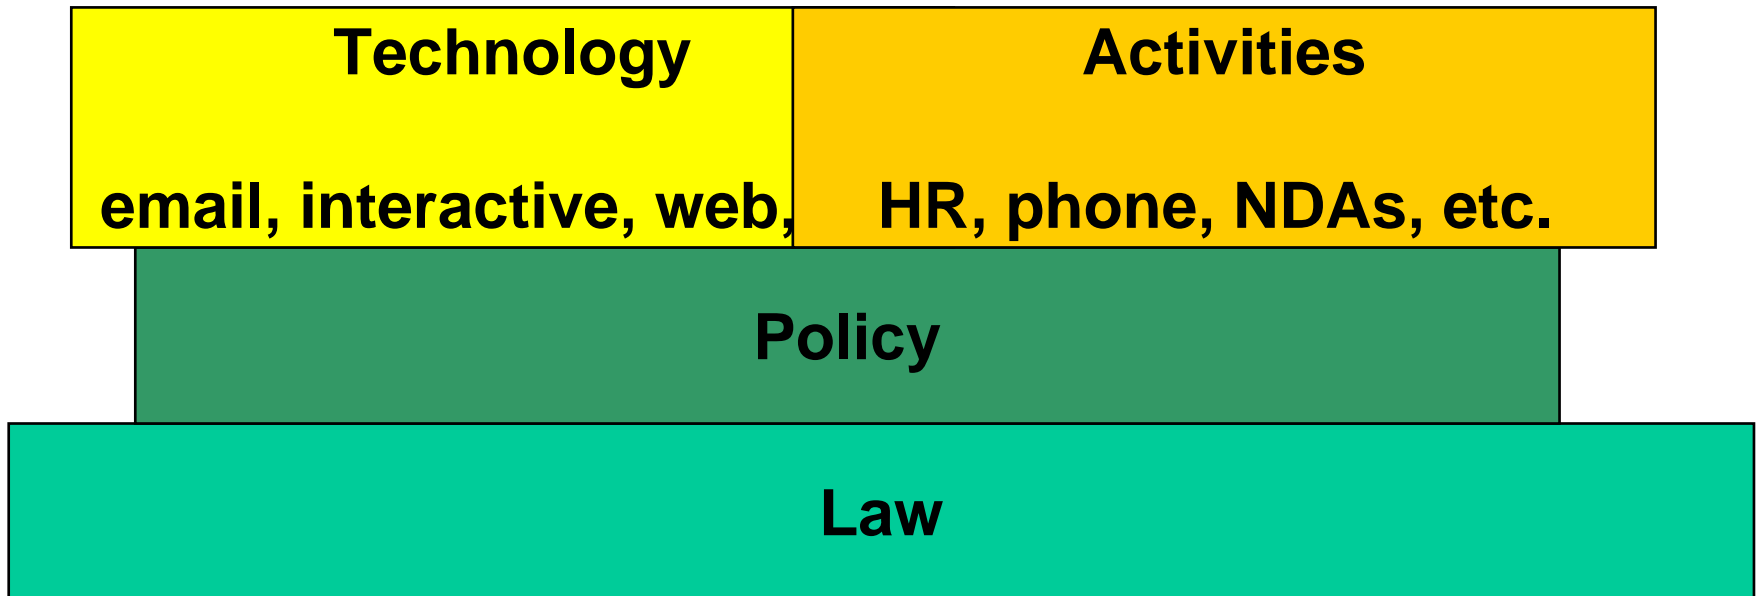 Technology
email, interactive, web,
Activities
HR, phone, NDAs, etc.
Policy
Law